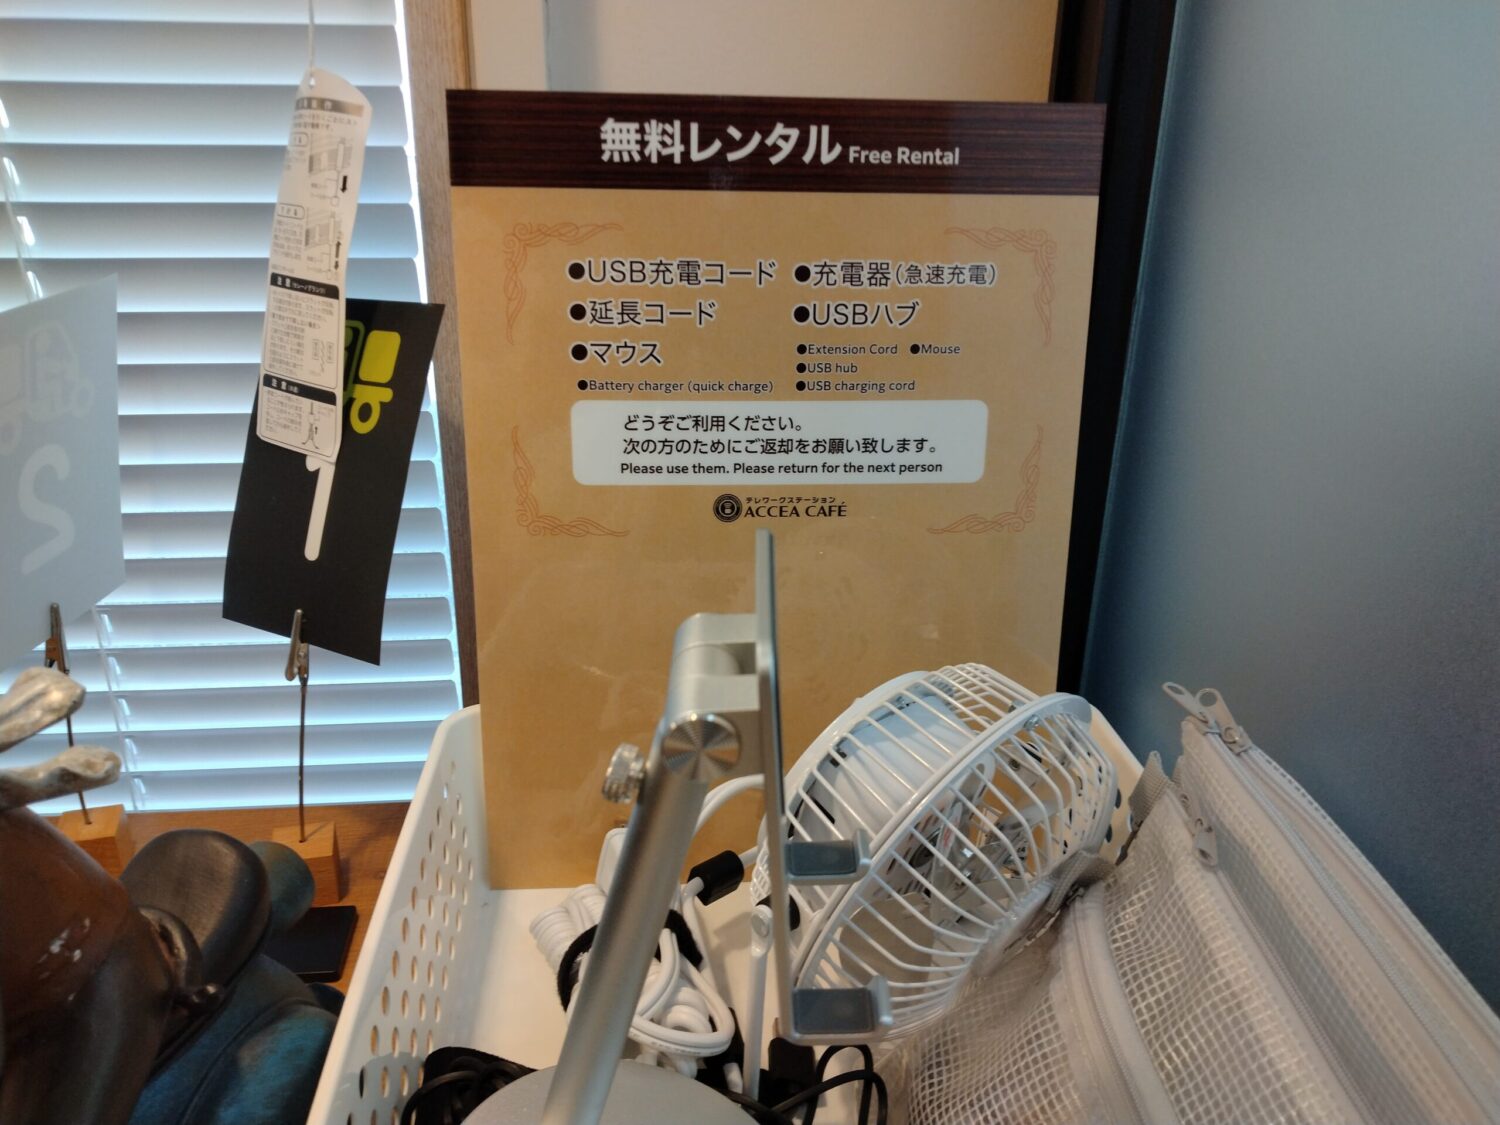 無料レンタル Free Rental
●USB充電コード ●充電器(急速充電)
●延長コード ●USBハブ
●マウス
●Extension Cord ●Mouse
●USB hub
●Battery charger (quick charge) ●USB charging cord
どうぞご利用ください。
次の方のためにご返却をお願い致します。
Please use them. Please return for the next person
テレワークステーション
ACCEA CAFÉ
注意
注意
2